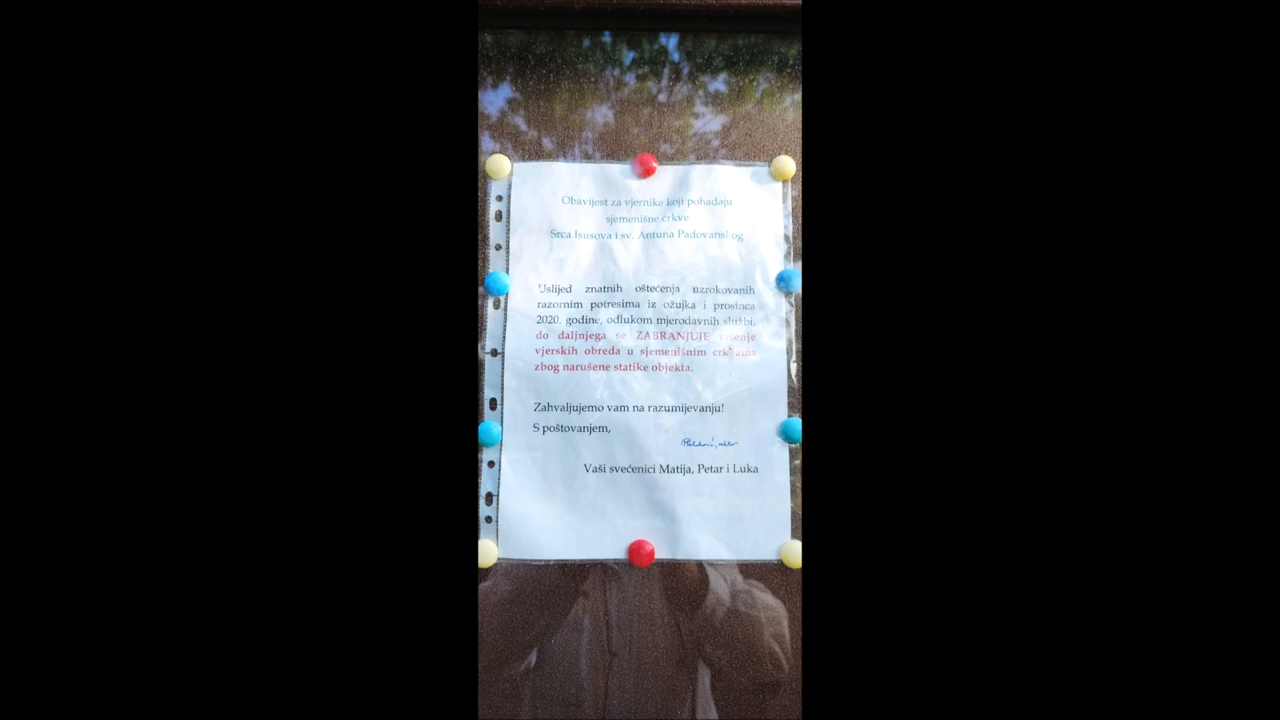 Obavijest za vjernike koji pohađaju
sjemenišne crkve
Srca Isusova i sv. Antuna Padovanskog
Uslijed znatnih oštećenja uzrokovanih
razornim potresima iz ožujka i prosinca
2020. godine, odlukom mjerodavnih službi,
do daljnjega se ZABRANJUJE vršenje
vjerskih obreda u sjemenišnim crkvama
zbog narušene statike objekta.
Zahvaljujemo vam na razumijevanju!
S poštovanjem,
Vaši svećenici Matija, Petar i Luka